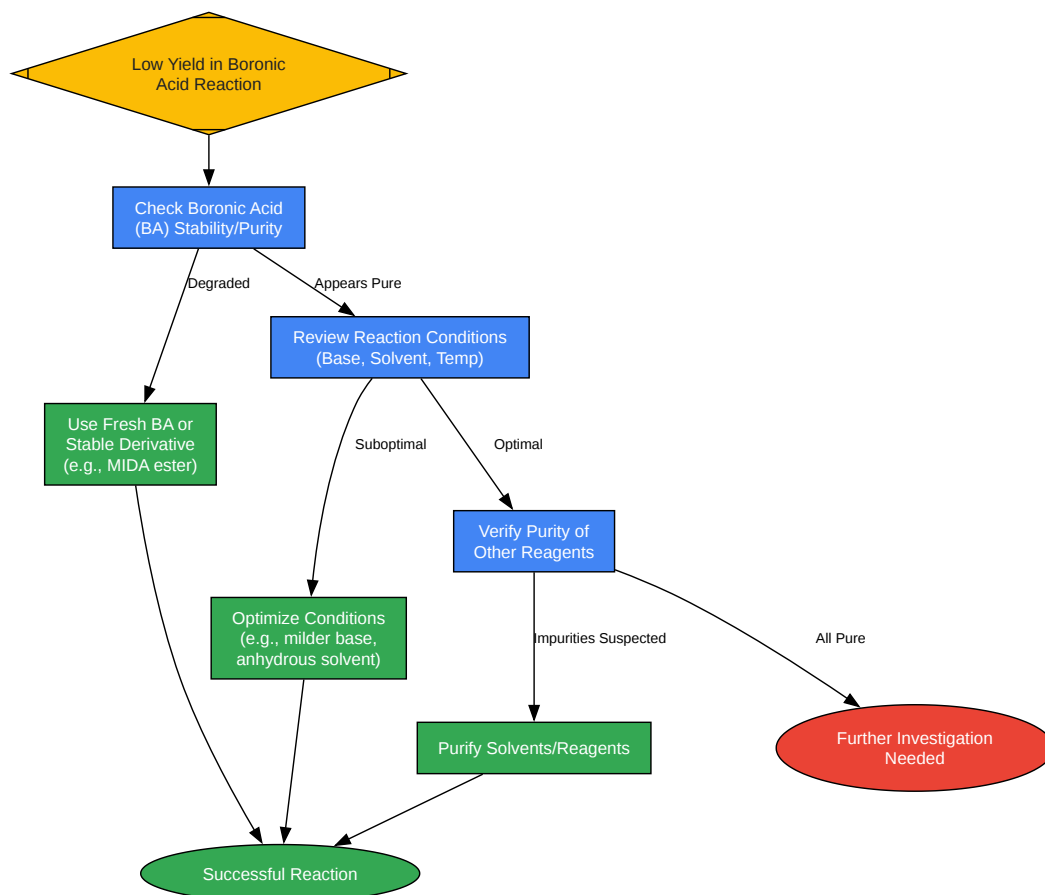 Low Yield in Boronic
Acid Reaction
Check Boronic Acid
(BA) Stability/Purity
Degraded
Appears Pure
Review Reaction Conditions
(Base, Solvent, Temp)
Use Fresh BA or
Stable Derivative
(e.g., MIDA ester)
Suboptimal
Optimal
Verify Purity of
Other Reagents
Optimize Conditions
(e.g., milder base,
anhydrous solvent)
Impurities Suspected
All Pure
Purify Solvents/Reagents
Further Investigation
Needed
Successful Reaction